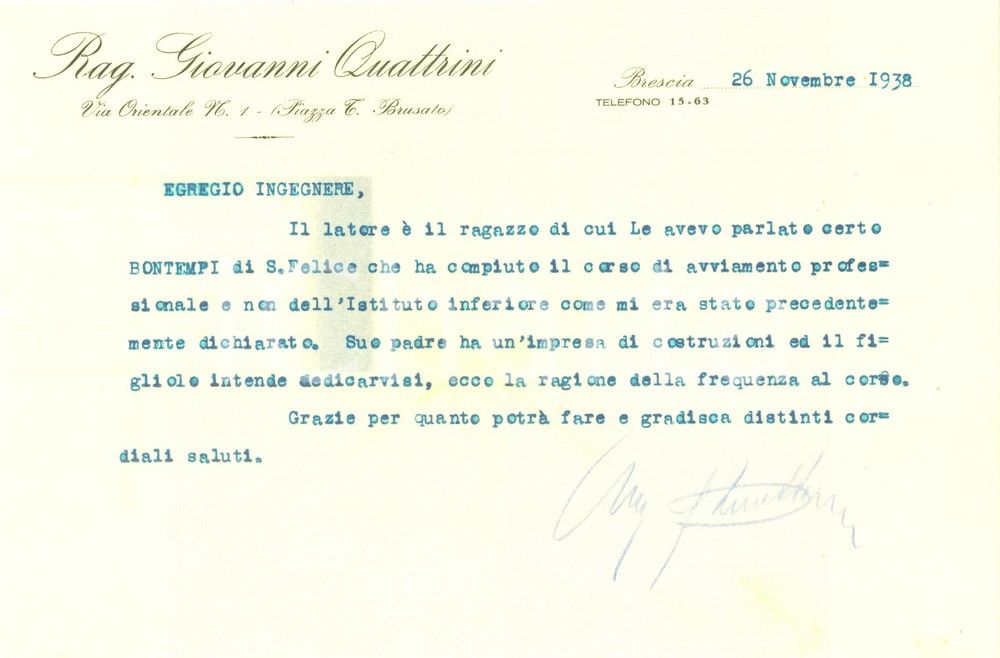 Rag. Giovanni Quattrini
Via Orientale N. 1 - (Piazza T. Brusato)
Brescia 26 Novembre 1938
TELEFONO 15.63
EGREGIO INGEGNERE,
Il latore è il ragazzo di cui Le avevo parlato certo
BONTEMPI di S.Felice che ha compiuto il corso di avviamento profes=
sionale e non dell'Istituto inferiore come mi era stato precedente=
mente dichiarato. Suo padre ha un'impresa di costruzioni ed il fi=
gliolo intende dedicarvisi, ecco la ragione della frequenza al corso.
Grazie per quanto potrà fare e gradisca distinti cor=
diali saluti.